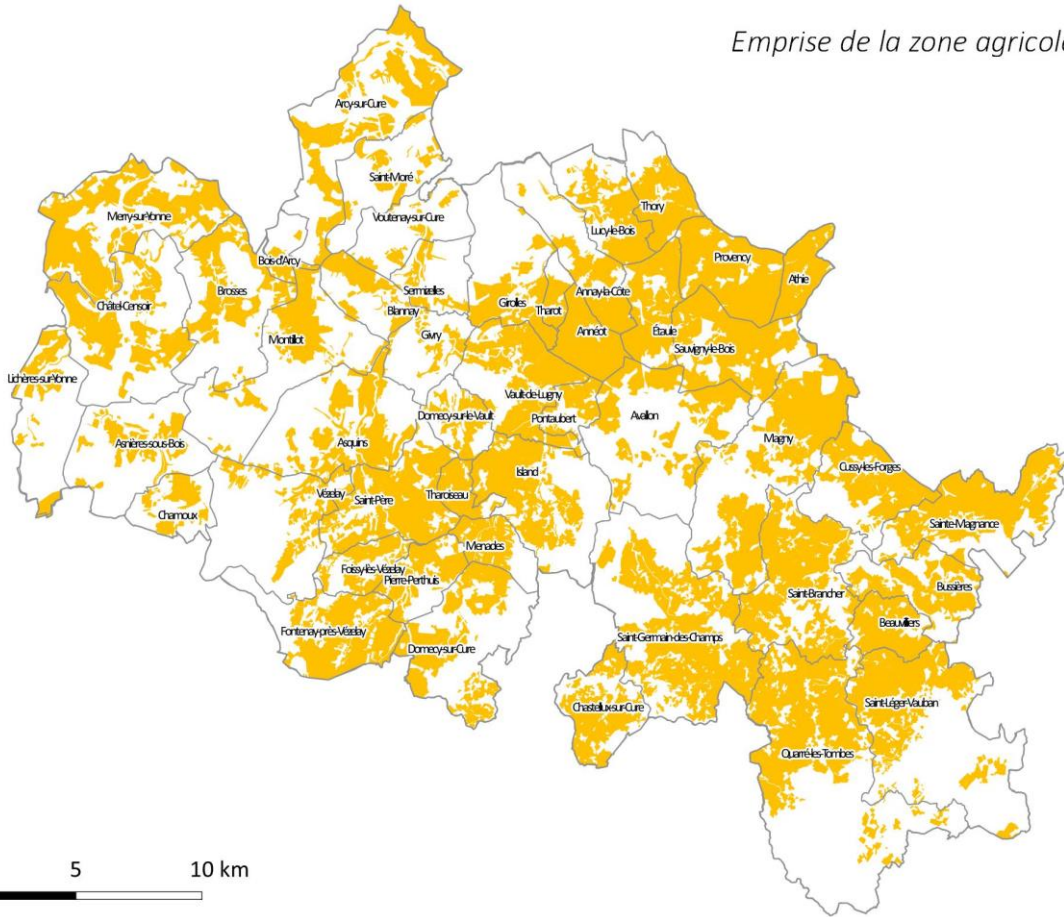 Emprise de la zone agricole
Arcy-sur-Cure
Saint-Moré
Thory
Merry-sur-Yonne
Voutenay-sur-Cure
Lucy-le-Bois
Provency
Bois-d'Arcy
Athie
Brosses
Sermizelles
Annay-la-Côte
Châtel-Censoir
Girolles
Tharot
Blannay
Annéot
Étaule
Montillot
Givry
Sauvigny-le-Bois
Lichères-sur-Yonne
Vault-de-Lugny
Domecy-sur-le-Vault
Pontaubert
Avallon
Asnières-sous-Bois
Asquins
Magny
Cussy-les-Forges
Island
Vézelay
Saint-Père
Tharoiseau
Chamoux
Sainte-Magnance
Menades
Foissy-lès-Vézelay
Pierre-Perthuis
Bussières
Saint-Brancher
Beauvilliers
Fontenay-près-Vézelay
Saint-Germain-des-Champs
Domecy-sur-Cure
Saint-Léger-Vauban
Chastellux-sur-Cure
Quarré-les-Tombes
5 10 km